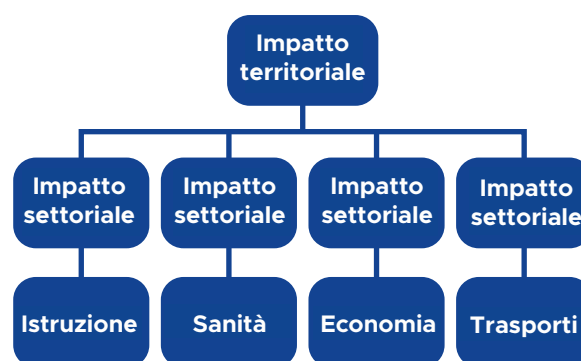 Impatto
territoriale
Impatto
settoriale
Impatto
settoriale
Impatto
settoriale
Impatto
settoriale
Istruzione
Sanità
Economia
Trasporti